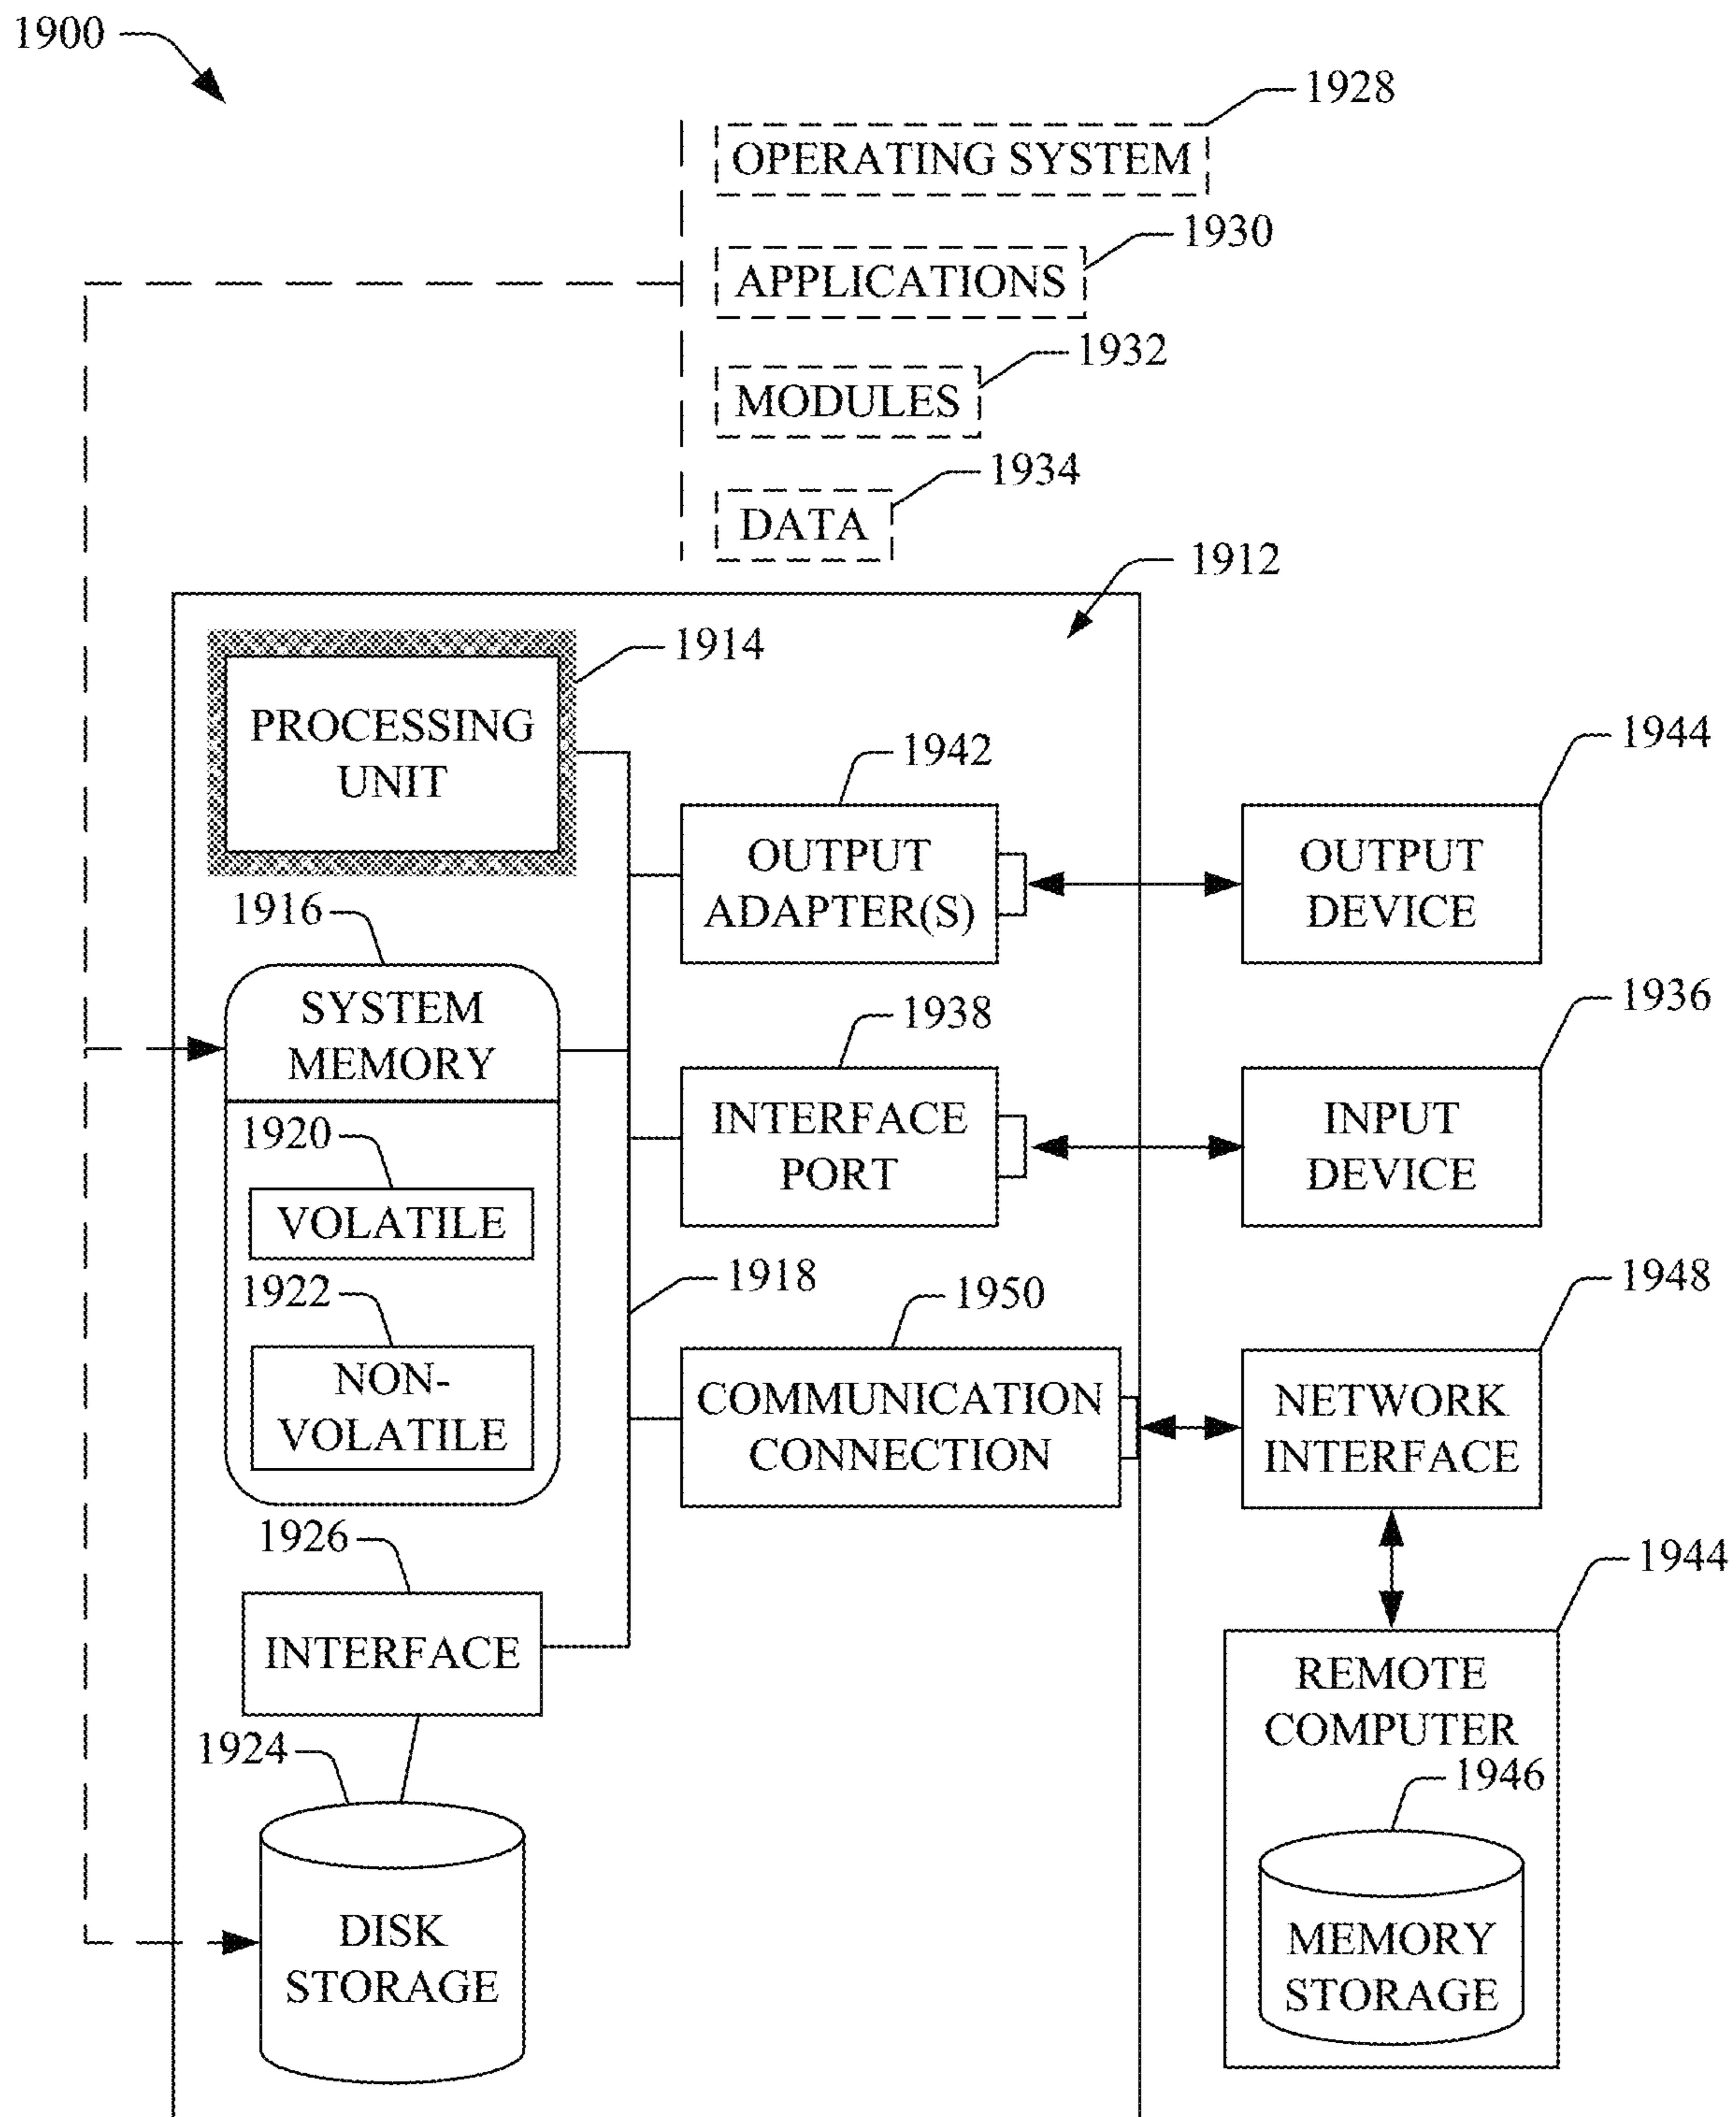 1900
1928
OPERATING SYSTEM
1930
APPLICATIONS
1932
MODULES
1934
DATA
1912
1914
PROCESSING
UNIT
1942
OUTPUT
ADAPTER(S)
1944
OUTPUT
DEVICE
1916
SYSTEM
MEMORY
1938
INTERFACE
PORT
1936
INPUT
DEVICE
1920
VOLATILE
1922
NON-
VOLATILE
1918
1950
COMMUNICATION
CONNECTION
1948
NETWORK
INTERFACE
1926
INTERFACE
1944
REMOTE
COMPUTER
1924
DISK
STORAGE
1946
MEMORY
STORAGE